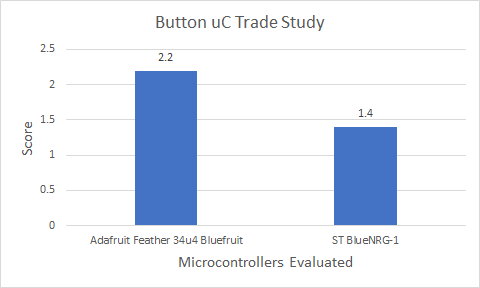 Button uC Trade Study
2.5
2
1.5
1
0.5
0
Score
2.2
1.4
Adafruit Feather 34u4 Bluefruit
ST BlueNRG-1
Microcontrollers Evaluated